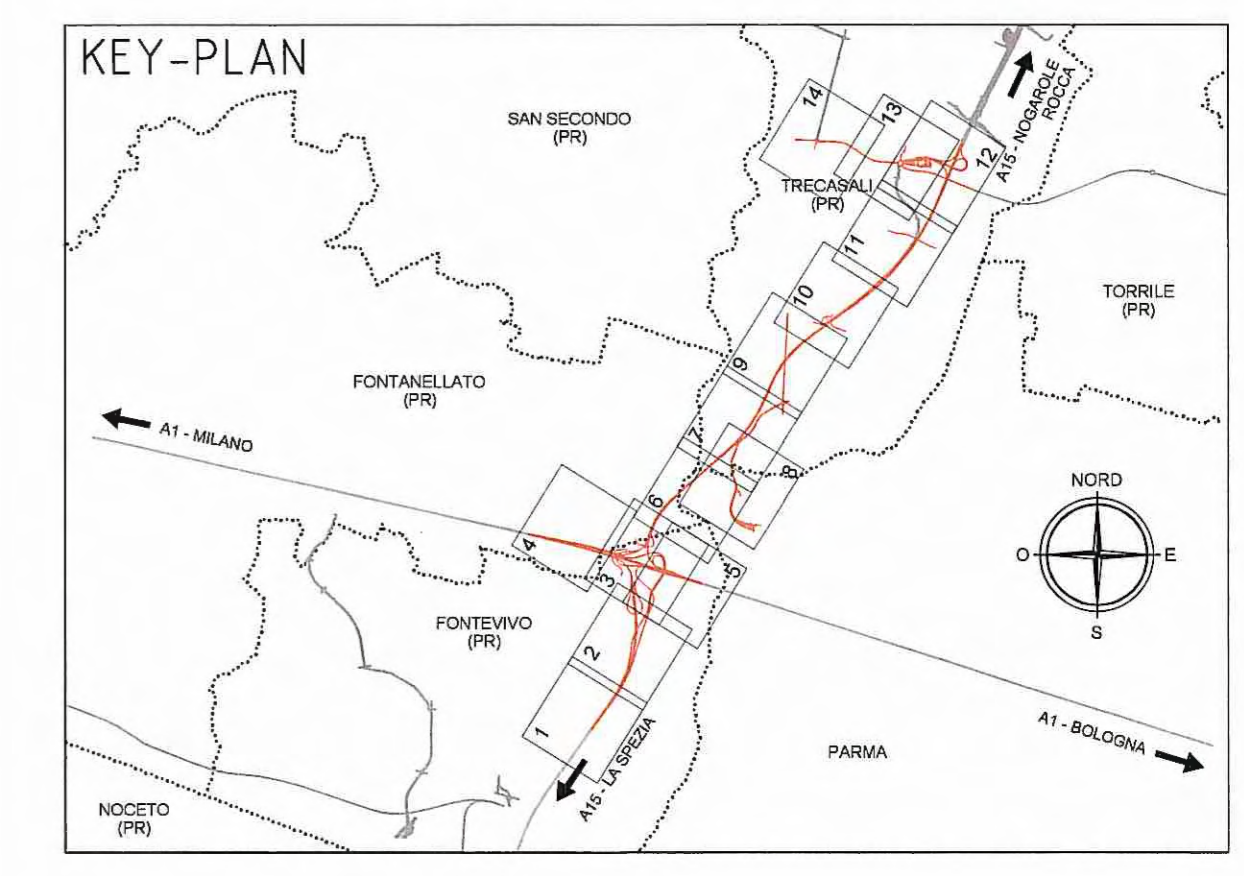 KEY-PLAN
SAN SECONDO
(PR)
14
13
12
A15 - NOGAROLE
ROCCA
TRECASALI
(PR)
11
10
TORRILE
(PR)
9
FONTANELLATO
(PR)
A1 - MILANO
7
8
6
4
3
5
NORD
O
E
S
FONTEVIVO
(PR)
2
1
A15 - LA SPEZIA
A1 - BOLOGNA
PARMA
NOCETO
(PR)